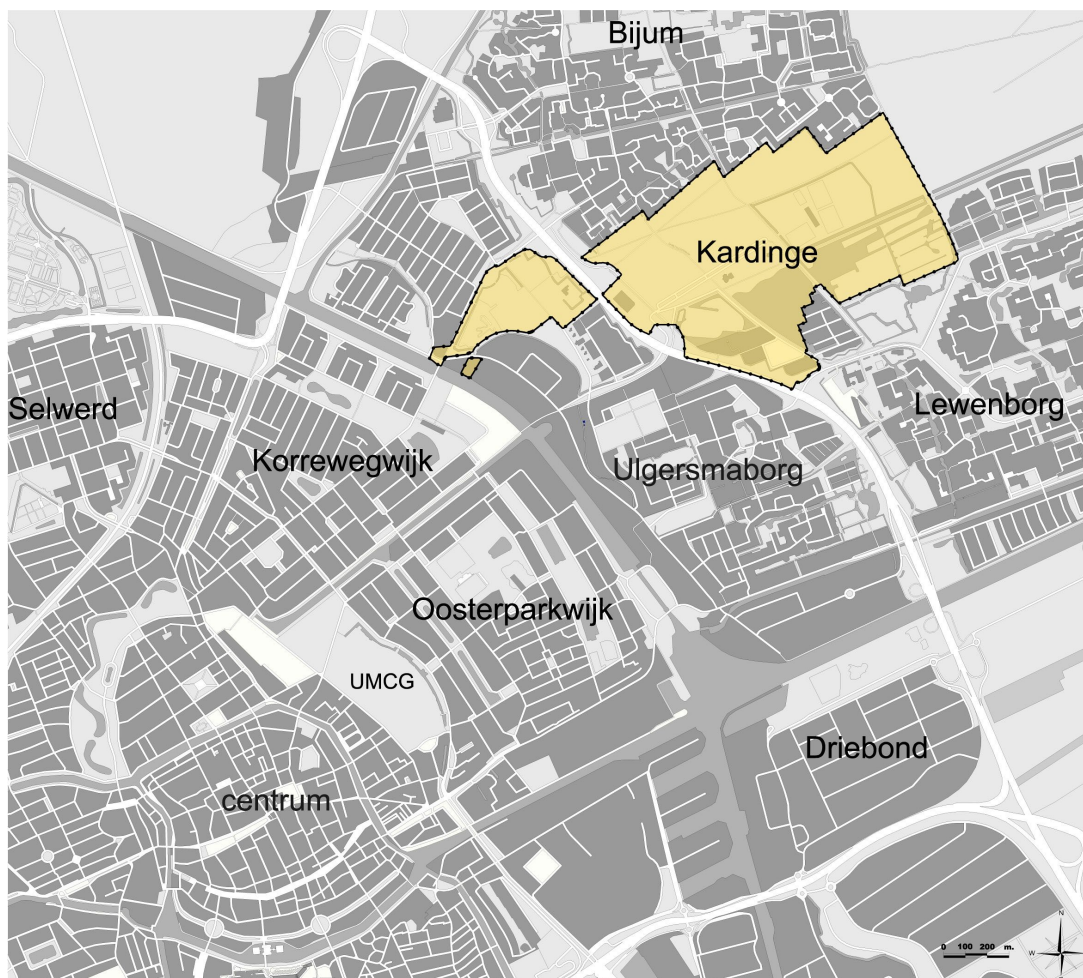 Bijum
Kardinge
Selwerd
Lewenborg
Korrewegwijk
Ulgersmaborg
Oosterparkwijk
UMCG
Driebond
centrum
N
W
0 100 200 m.